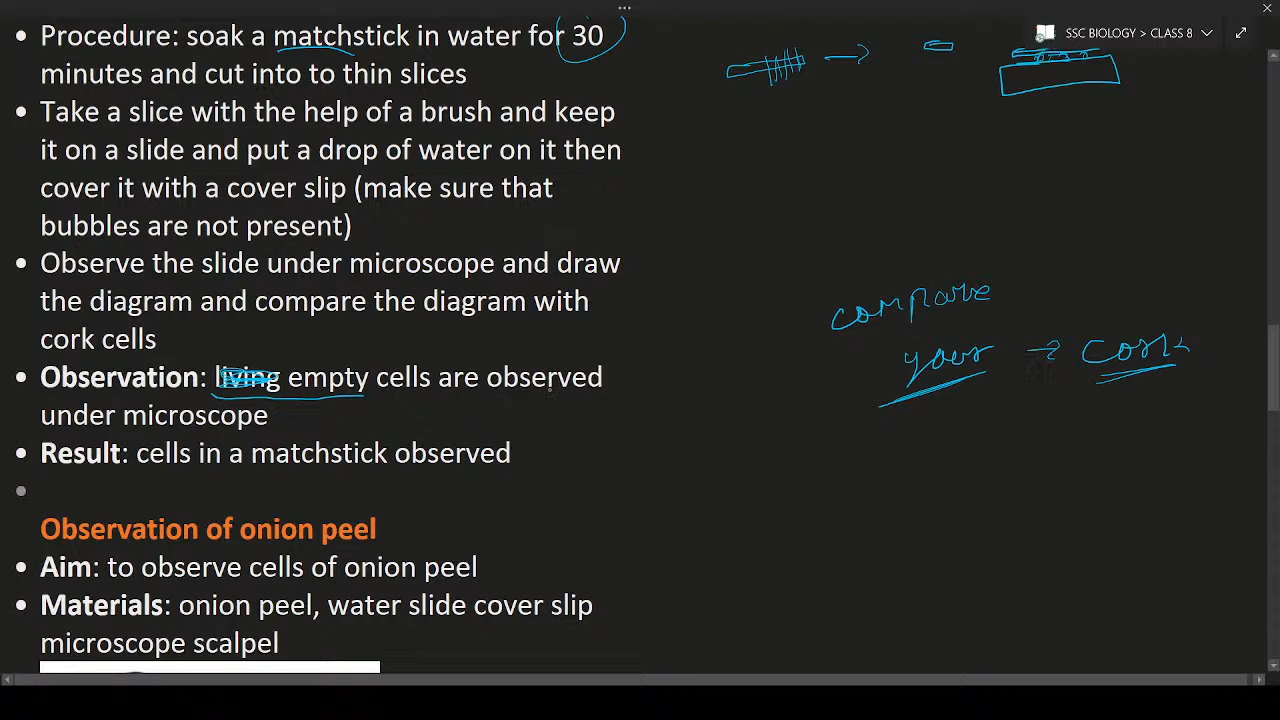 • Procedure: soak a matchstick in water for 30
minutes and cut into to thin slices
• Take a slice with the help of a brush and keep
it on a slide and put a drop of water on it then
cover it with a cover slip (make sure that
bubbles are not present)
• Observe the slide under microscope and draw
the diagram and compare the diagram with
cork cells
• Observation: living empty cells are observed
under microscope
• Result: cells in a matchstick observed
Observation of onion peel
• Aim: to observe cells of onion peel
• Materials: onion peel, water slide cover slip
microscope scalpel
SSC BIOLOGY > CLASS 8
compare
your → cork